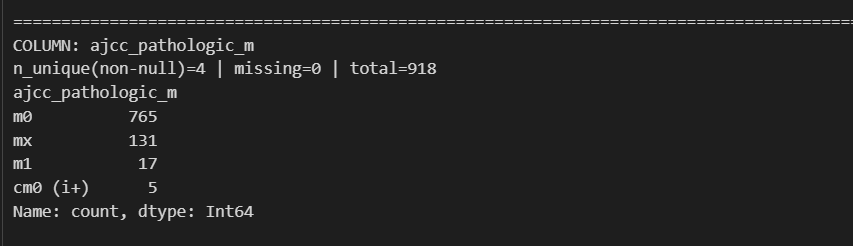 ====================================================================================================
COLUMN: ajcc_pathologic_m
n_unique(non-null)=4 | missing=0 | total=918
ajcc_pathologic_m
m0            765
mx            131
m1             17
cm0 (i+)      5
Name: count, dtype: Int64